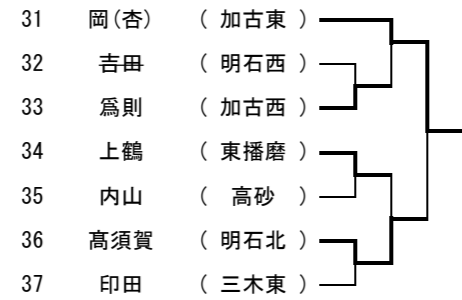 31 岡(杏) ( 加古東 )
32 吉田 ( 明石西 )
33 爲則 ( 加古西 )
34 上鶴 ( 東播磨 )
35 内山 ( 高砂 )
36 髙須賀 ( 明石北 )
37 印田 ( 三木東 )